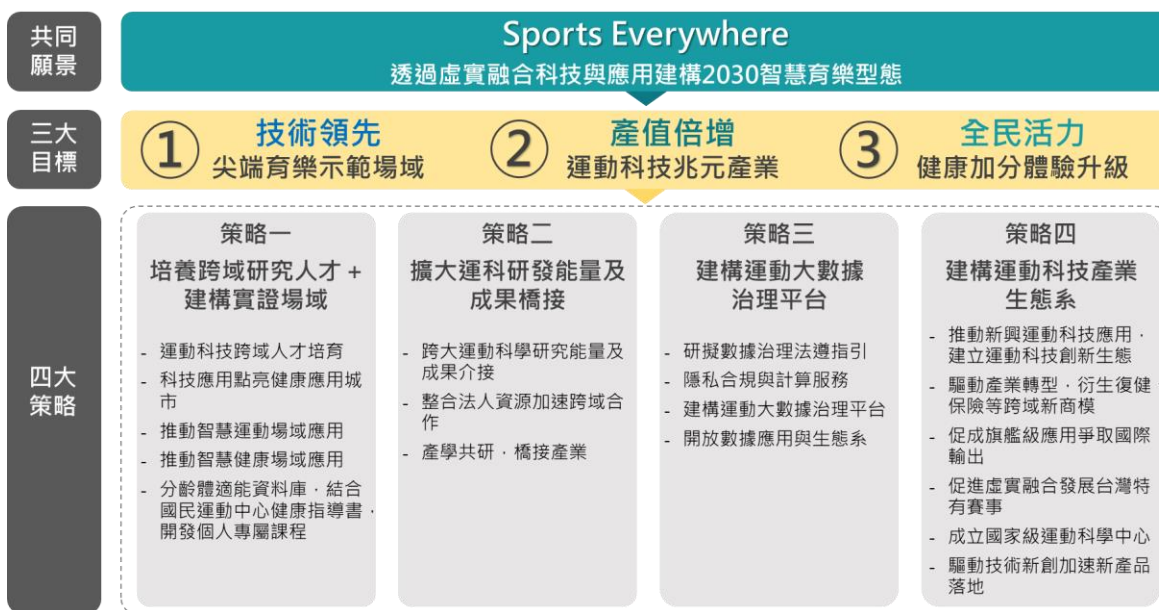 共同
願景
Sports Everywhere
透過虛實融合科技與應用建構2030智慧育樂型態
三大
目標
1 技術領先
尖端育樂示範場域
2 產值倍增
運動科技兆元產業
3 全民活力
健康加分體驗升級
四大
策略
策略一
培養跨域研究人才 +
建構實證場域
- 運動科技跨域人才培育
- 科技應用點亮健康應用城
市
- 推動智慧運動場域應用
- 推動智慧健康場域應用
- 分齡體適能資料庫，結合
國民運動中心健康指導書，
開發個人專屬課程
策略二
擴大運科研發能量及
成果橋接
- 跨大運動科學研究能量及
成果介接
- 整合法人資源加速跨域合
作
- 產學共研，橋接產業
策略三
建構運動大數據
治理平台
- 研擬數據治理法遵指引
- 隱私合規與計算服務
- 建構運動大數據治理平台
- 開放數據應用與生態系
策略四
建構運動科技產業
生態系
- 推動新興運動科技應用，
建立運動科技創新生態
- 驅動產業轉型，衍生復健
保險等跨域新商模
- 促成旗艦級應用爭取國際
輸出
- 促進虛實融合發展台灣特
有賽事
- 成立國家級運動科學中心
- 驅動技術新創加速新產品
落地